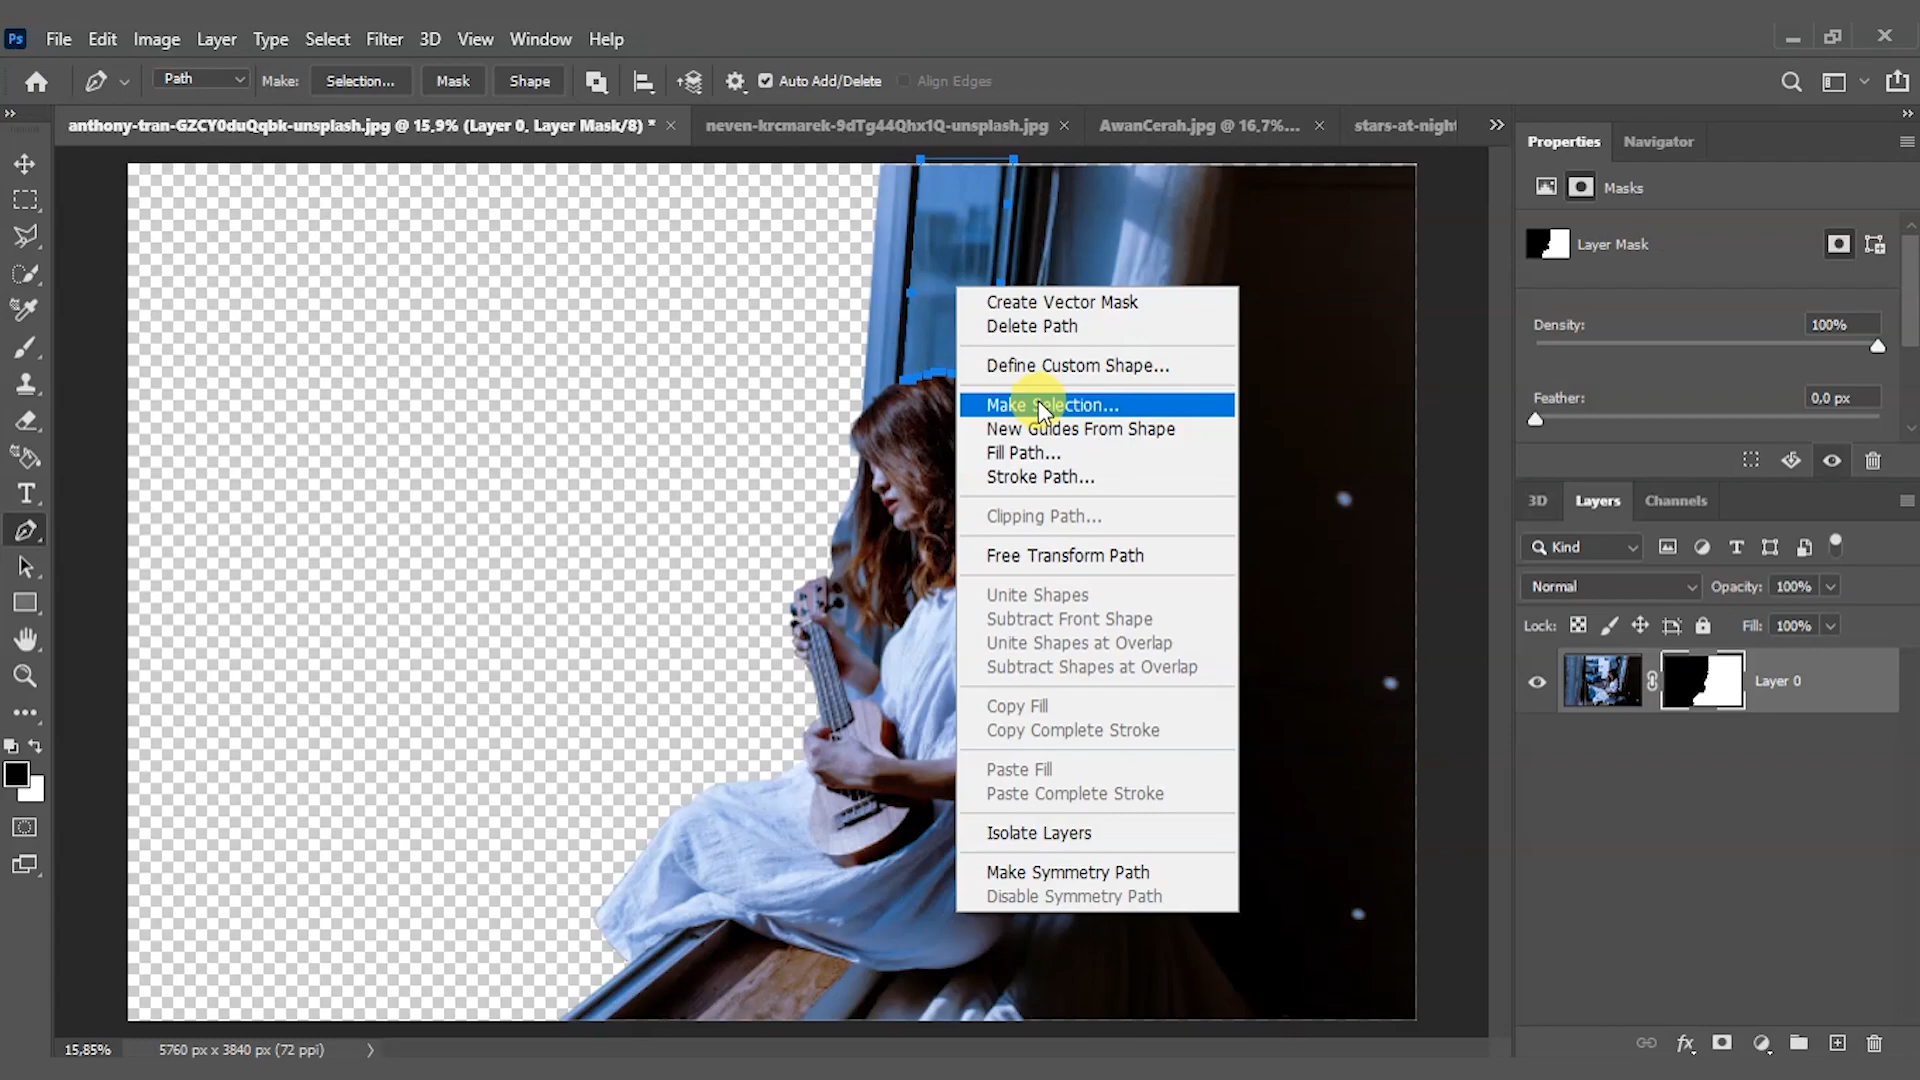 Ps File Edit Image Layer Type Select Filter 3D View Window Help
Path Make: Selection... Mask Shape Auto Add/Delete Align Edges
anthony-tran-GZCY0duQqbk-unsplash.jpg @ 15,9% (Layer 0, Layer Mask/8) * neven-krcmarek-9dTg44Qhx1Q-unsplash.jpg AwanCerah.jpg @ 16,7%... stars-at-night
Properties Navigator
Masks
Layer Mask
Density: 100%
Feather: 0,0 px
Create Vector Mask
Delete Path
Define Custom Shape...
Make Selection...
New Guides From Shape
Fill Path...
Stroke Path...
Clipping Path...
Free Transform Path
Unite Shapes
Subtract Front Shape
Unite Shapes at Overlap
Subtract Shapes at Overlap
Copy Fill
Copy Complete Stroke
Paste Fill
Paste Complete Stroke
Isolate Layers
Make Symmetry Path
Disable Symmetry Path
3D Layers Channels
Kind
Normal Opacity: 100%
Lock: Fill: 100%
Layer 0
15,85% 5760 px x 3840 px (72 ppi)